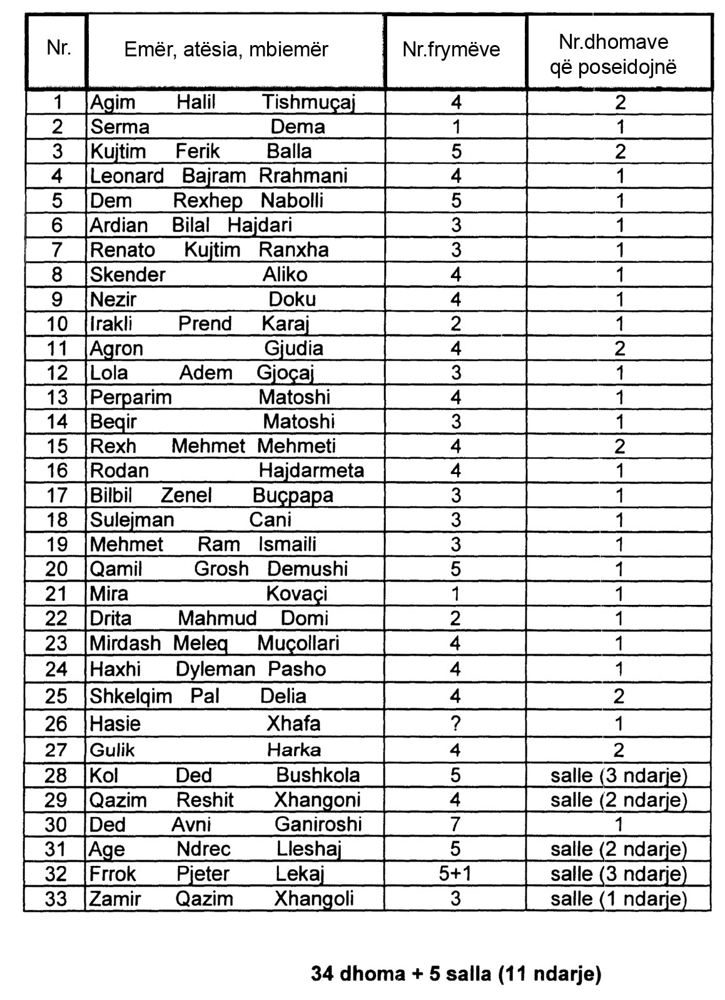 Nr. Emër, atësia, mbiemër Nr.frymëve Nr.dhomave
që poseidojnë
1 Agim Halil Tishmuçaj 4 2
2 Serma Dema 1 1
3 Kujtim Ferik Balla 5 2
4 Leonard Bajram Rrahmani 4 1
5 Dem Rexhep Nabolli 5 1
6 Ardian Bilal Hajdari 3 1
7 Renato Kujtim Ranxha 3 1
8 Skender Aliko 4 1
9 Nezir Doku 4 1
10 Irakli Prend Karaj 2 1
11 Agron Gjudia 4 2
12 Lola Adem Gjoçaj 3 1
13 Perparim Matoshi 4 1
14 Beqir Matoshi 3 1
15 Rexh Mehmet Mehmeti 4 2
16 Rodan Hajdarmeta 4 1
17 Bilbil Zenel Buçpapa 3 1
18 Sulejman Cani 3 1
19 Mehmet Ram Ismaili 3 1
20 Qamil Grosh Demushi 5 1
21 Mira Kovaçi 1 1
22 Drita Mahmud Domi 2 1
23 Mirdash Meleq Muçollari 4 1
24 Haxhi Dyleman Pasho 4 1
25 Shkelqim Pal Delia 4 2
26 Hasie Xhafa ? 1
27 Gulik Harka 4 2
28 Kol Ded Bushkola 5 salle (3 ndarje)
29 Qazim Reshit Xhangoni 4 salle (2 ndarje)
30 Ded Avni Ganiroshi 7 1
31 Age Ndrec Lleshaj 5 salle (2 ndarje)
32 Frrok Pjeter Lekaj 5+1 salle (3 ndarje)
33 Zamir Qazim Xhangoli 3 salle (1 ndarje)
34 dhoma + 5 salla (11 ndarje)